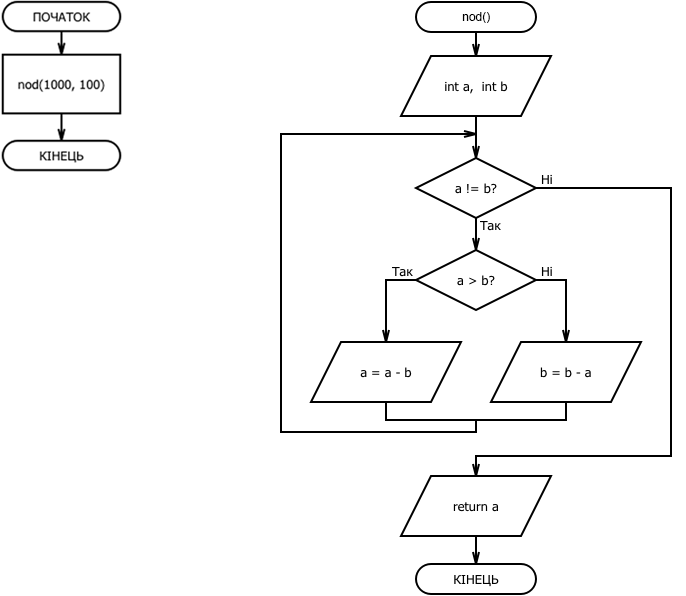 ПОЧАТОК
nod(1000, 100)
КІНЕЦЬ
nod()
int a,  int b
a != b?
Ні
Так
a > b?
Так
Ні
a = a - b
b = b - a
return a
КІНЕЦЬ